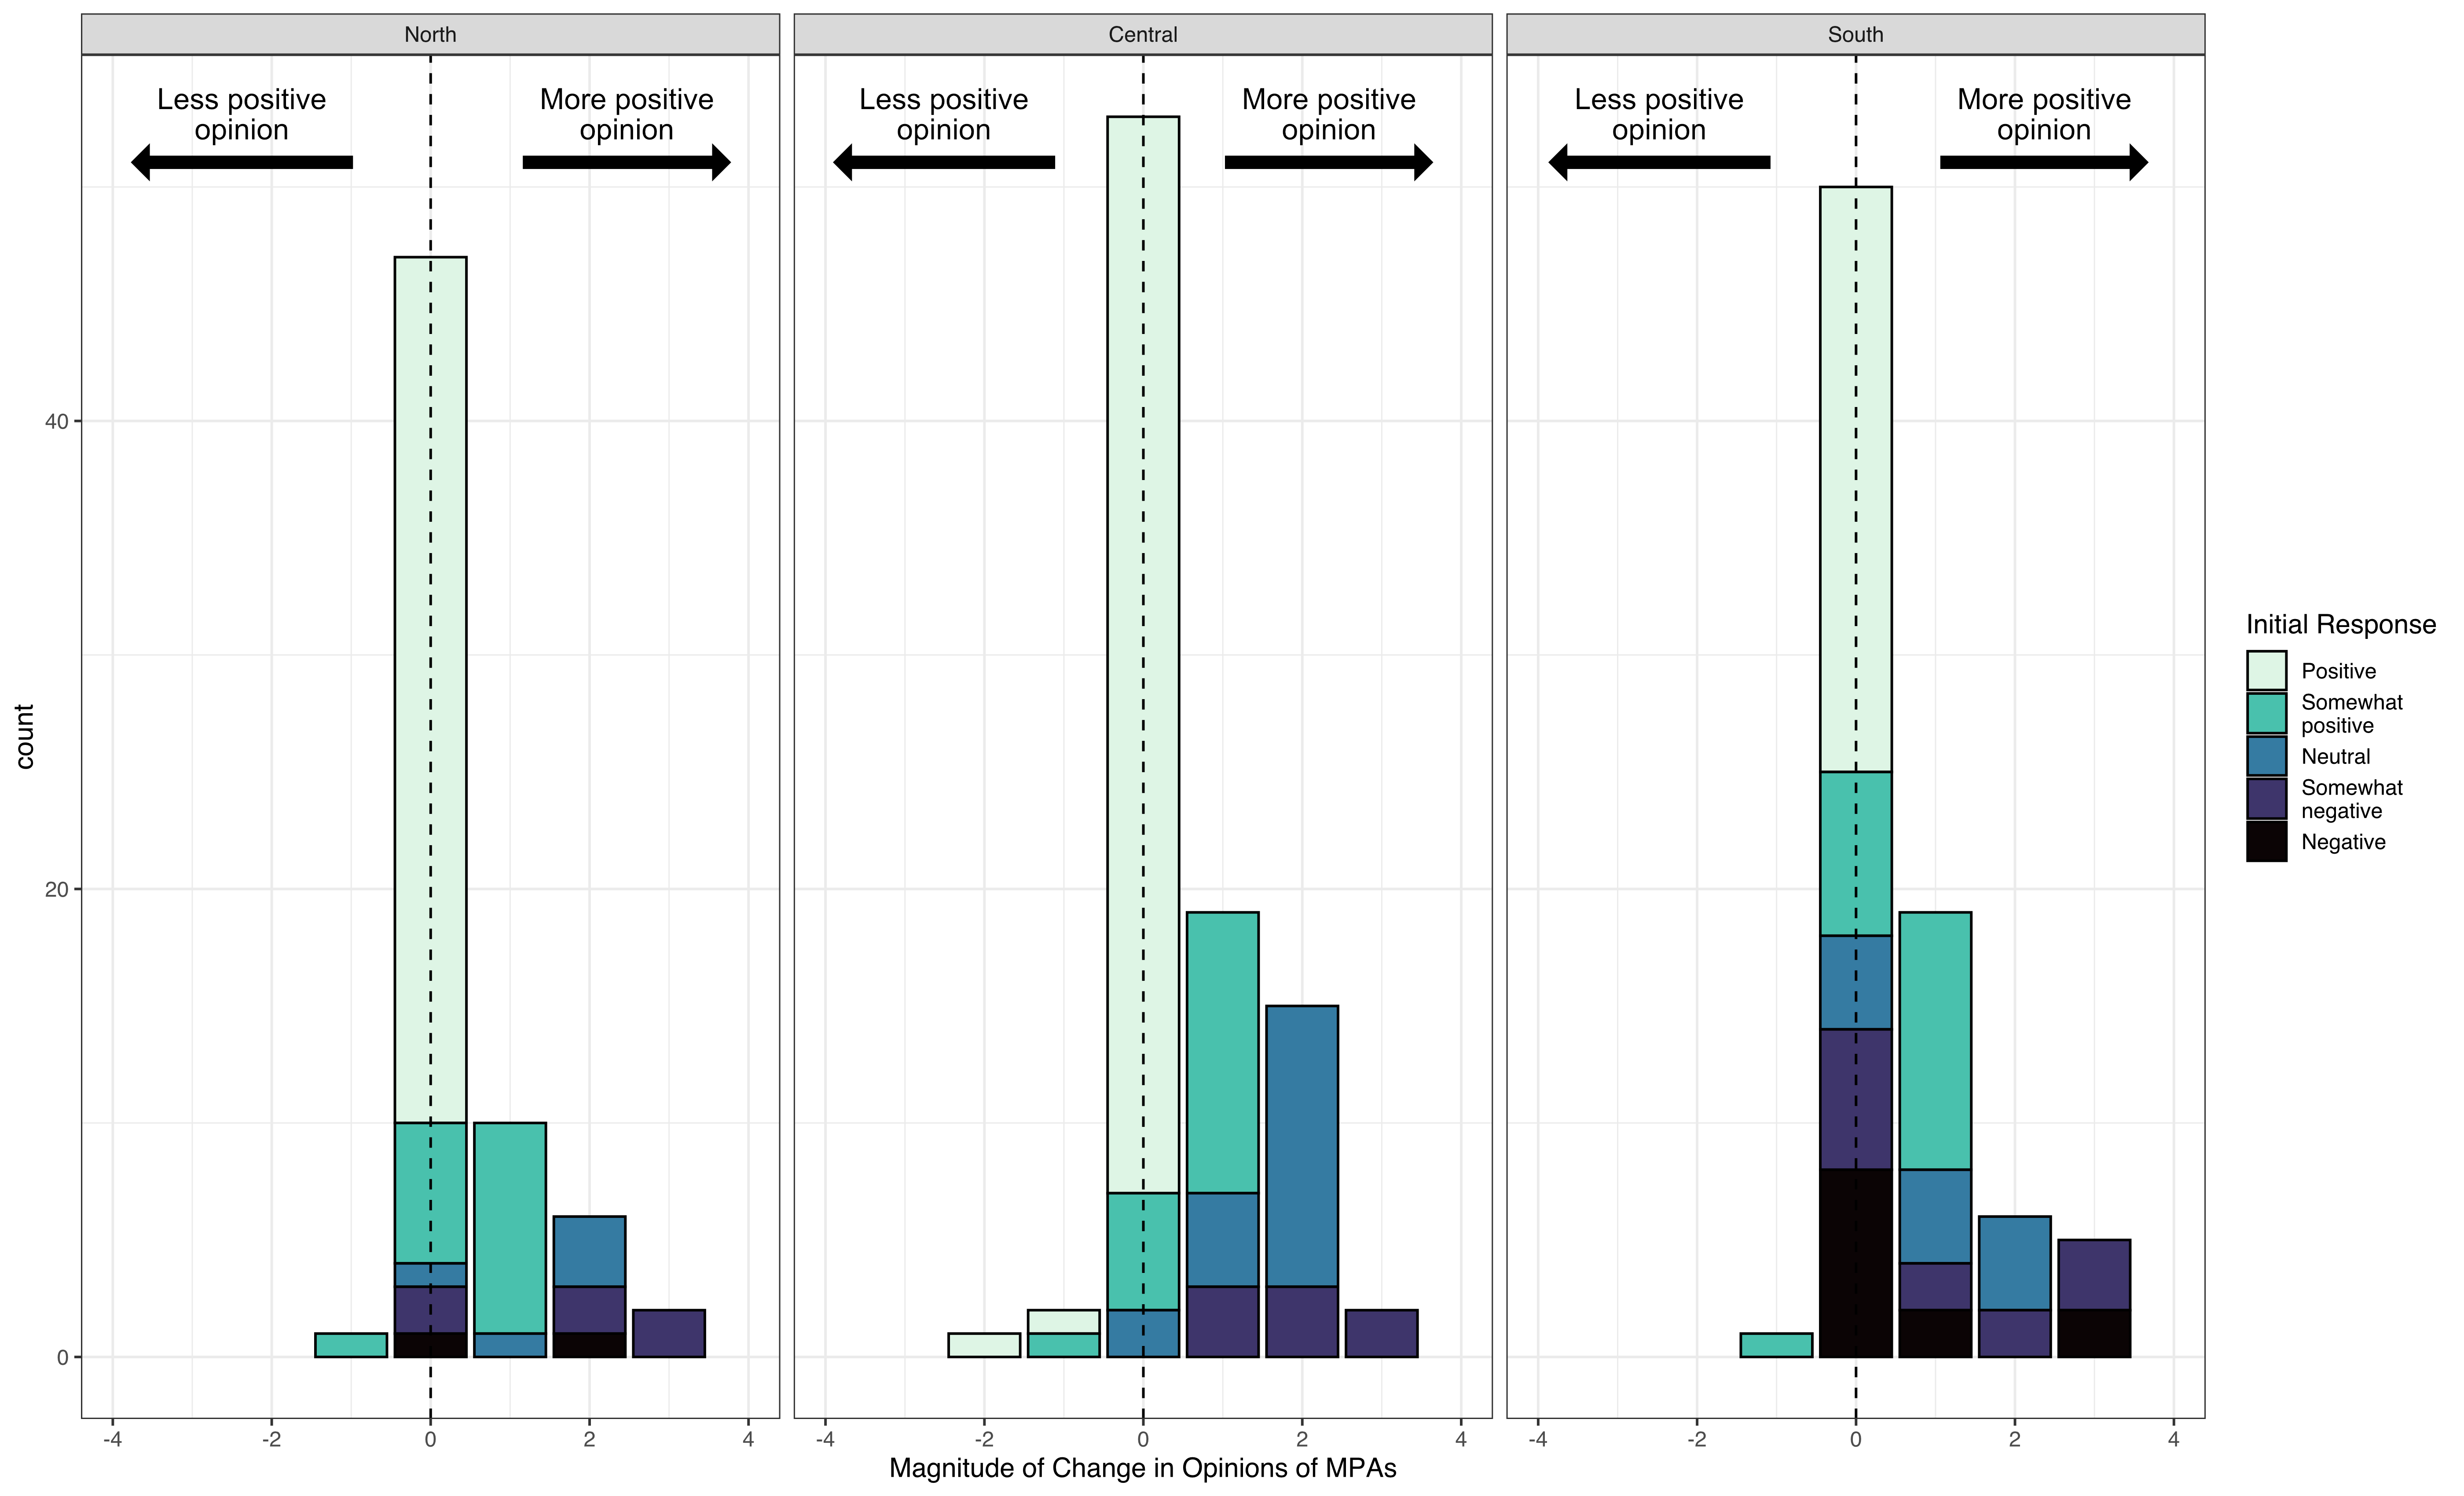 North
Central
South
Less positive
opinion
More positive
opinion
Less positive
opinion
More positive
opinion
Less positive
opinion
More positive
opinion
40
20
0
count
-4
-2
0
2
4
-4
-2
0
2
4
-4
-2
0
2
4
Magnitude of Change in Opinions of MPAs
Initial Response
Positive
Somewhat
positive
Neutral
Somewhat
negative
Negative